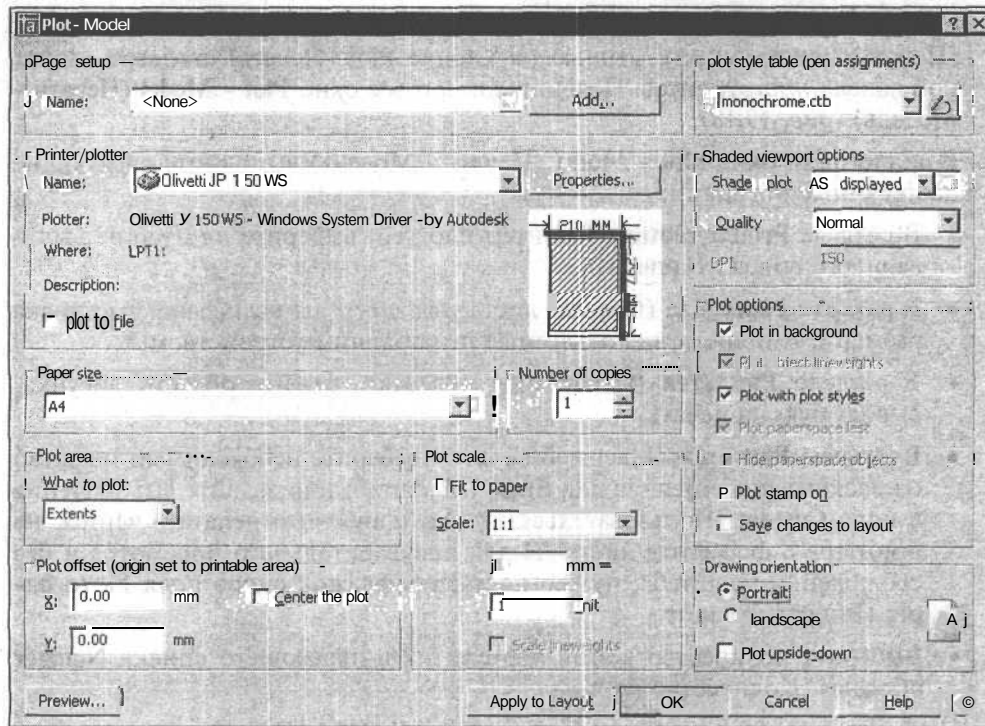 Plot - Model
pPage setup
J Name: <None> Add...
Printer/plotter
Name: Olivetti JP 1 50 WS Properties...
Plotter: Olivetti У 150 WS - Windows System Driver -by Autodesk
Where: LPT1:
Description:
plot to file
210 MM
Paper size
A4
Number of copies
1
Plot area
What to plot:
Extents
Plot scale
Fit to paper
Scale: 1:1
mm =
1
Scale lineweights
Plot offset (origin set to printable area)
X: 0.00 mm
Center the plot
Y: 0.00 mm
plot style table (pen assignments)
monochrome.ctb
Shaded viewport options
Shade plot AS displayed
Quality Normal
DPI 150
Plot options
Plot in background
Plot with plot styles
Plot paperspace last
Hide paperspace objects
P Plot stamp on
Save changes to layout
Drawing orientation
Portrait
landscape
A
Plot upside-down
Preview...
Apply to Layout
OK
Cancel
Help